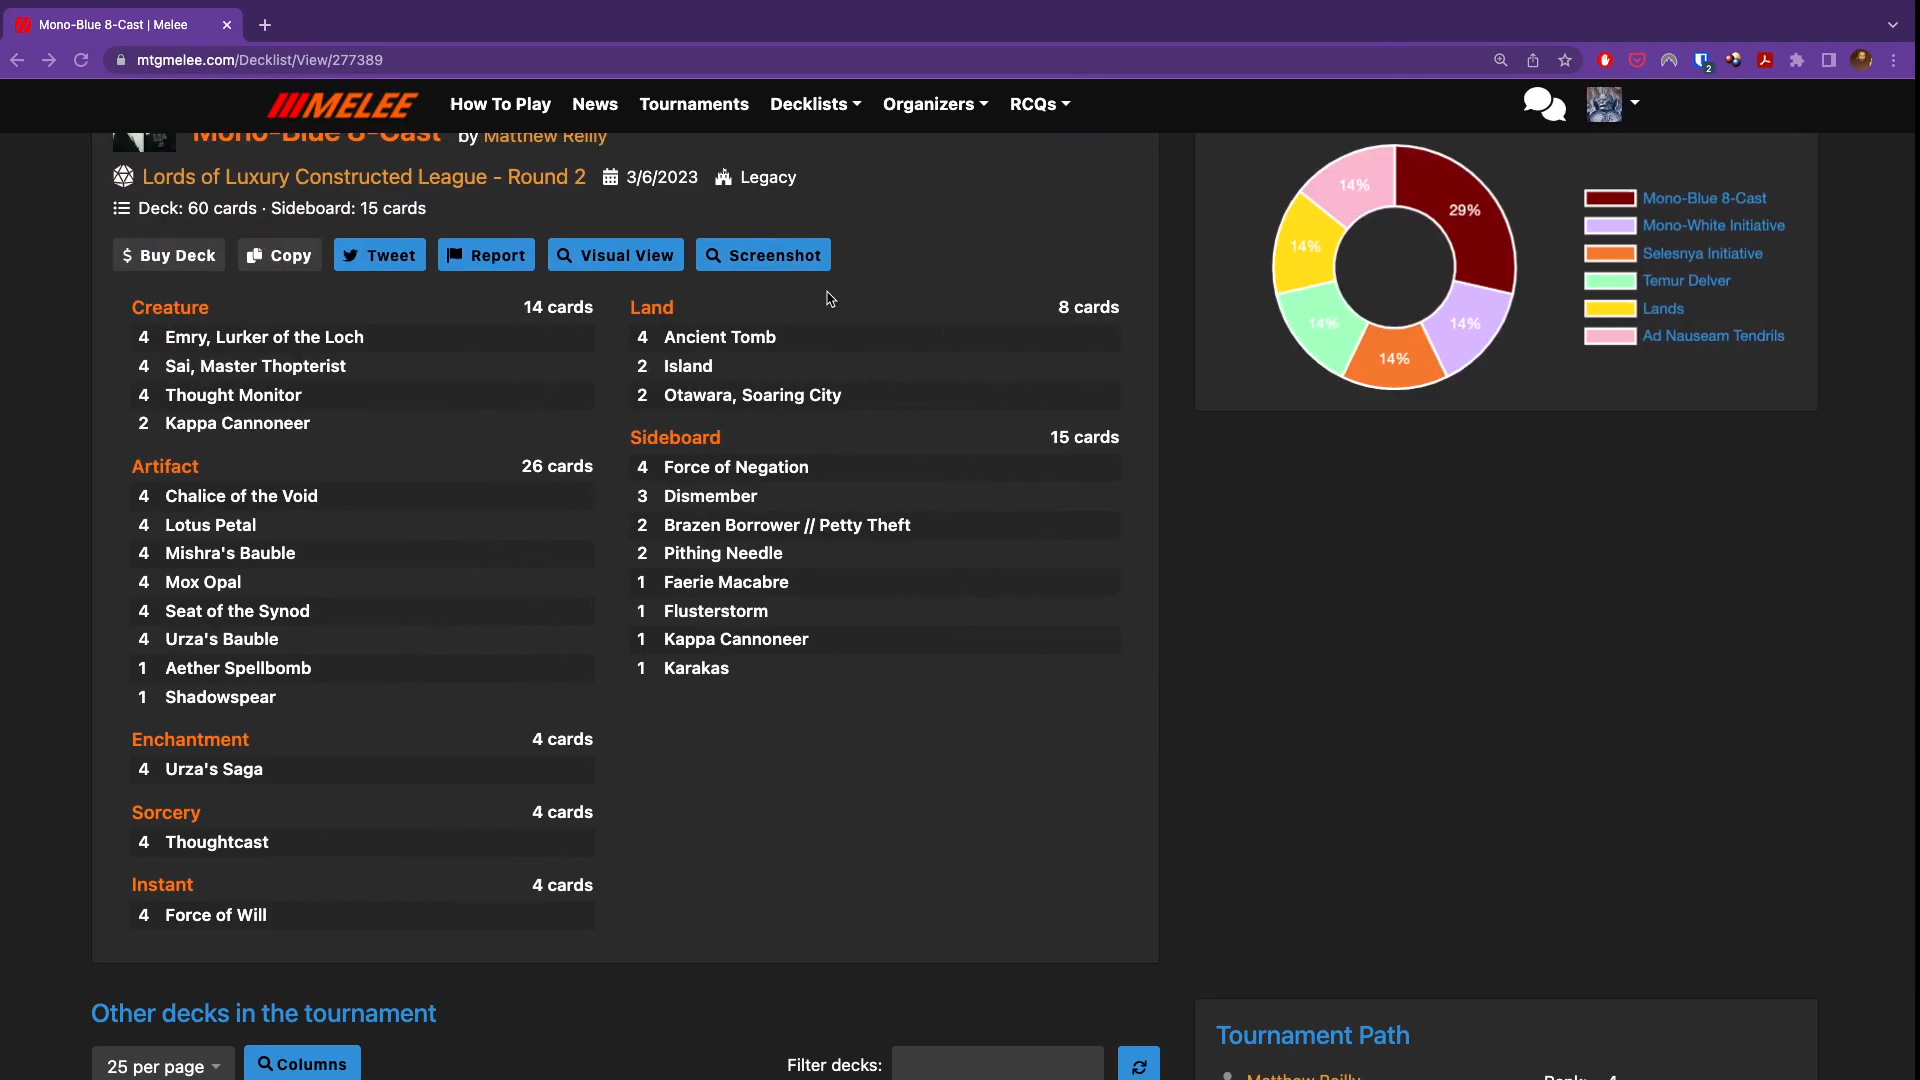 Mono-Blue 8-Cast | Melee
mtgmelee.com/Decklist/View/277389
2
MELEE
How To Play News Tournaments Decklists Organizers RCQs
Mono-Blue 8-Cast by Matthew Reilly
Lords of Luxury Constructed League - Round 2 3/6/2023 Legacy
Deck: 60 cards · Sideboard: 15 cards
$ Buy Deck Copy Tweet Report Visual View Screenshot
Creature 14 cards
4 Emry, Lurker of the Loch
4 Sai, Master Thopterist
4 Thought Monitor
2 Kappa Cannoneer
Artifact 26 cards
4 Chalice of the Void
4 Lotus Petal
4 Mishra's Bauble
4 Mox Opal
4 Seat of the Synod
4 Urza's Bauble
1 Aether Spellbomb
1 Shadowspear
Enchantment 4 cards
4 Urza's Saga
Sorcery 4 cards
4 Thoughtcast
Instant 4 cards
4 Force of Will
Land 8 cards
4 Ancient Tomb
2 Island
2 Otawara, Soaring City
Sideboard 15 cards
4 Force of Negation
3 Dismember
2 Brazen Borrower // Petty Theft
2 Pithing Needle
1 Faerie Macabre
1 Flusterstorm
1 Kappa Cannoneer
1 Karakas
29%
14%
14%
14%
14%
14%
Mono-Blue 8-Cast
Mono-White Initiative
Selesnya Initiative
Temur Delver
Lands
Ad Nauseam Tendrils
Other decks in the tournament
25 per page Columns Filter decks:
Tournament Path
Matthew Reilly Rank: 4